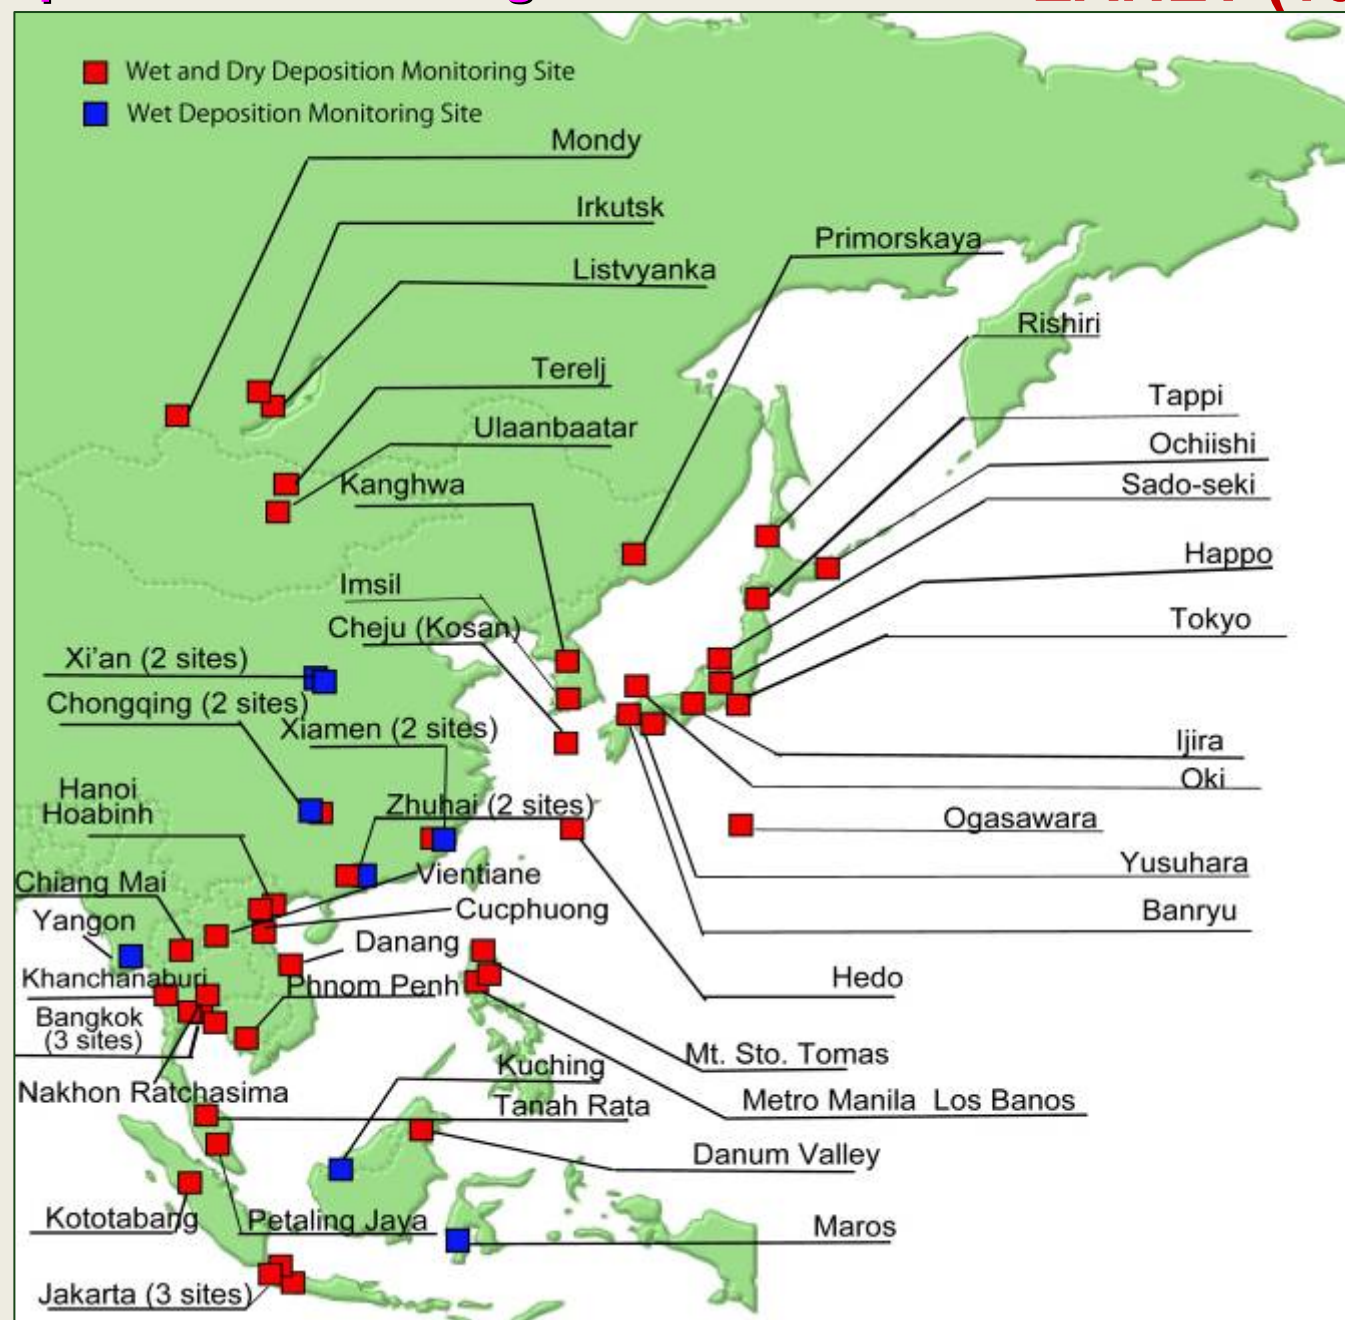 Wet and Dry Deposition Monitoring Site
Wet Deposition Monitoring Site
Mondy
Irkutsk
Primorskaya
Listvyanka
Rishiri
Terelj
Tappi
Ulaanbaatar
Ochiishi
Kanghwa
Sado-seki
Happo
Imsil
Cheju (Kosan)
Tokyo
Xi'an (2 sites)
Chongqing (2 sites)
Xiamen (2 sites)
Ijira
Oki
Hanoi
Hoabinh
Zhuhai (2 sites)
Ogasawara
Yusuhara
Vientiane
Chiang Mai
Cucphuong
Banryu
Yangon
Danang
Khanchanaburi
Phnom Penh
Hedo
Bangkok
(3 sites)
Mt. Sto. Tomas
Kuching
Nakhon Ratchasima
Tanah Rata
Metro Manila Los Banos
Danum Valley
Kototabang
Petaling Jaya
Maros
Jakarta (3 sites)